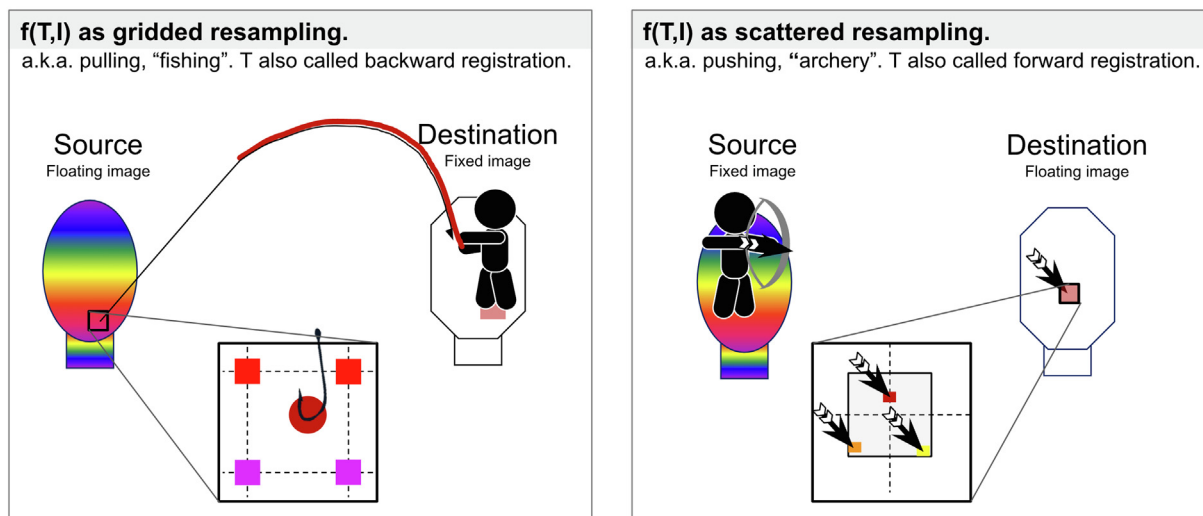 f(T,I) as gridded resampling.
a.k.a. pulling, “fishing”. T also called backward registration.
Source
Floating image
Destination
Fixed image
f(T,I) as scattered resampling.
a.k.a. pushing, “archery”. T also called forward registration.
Source
Fixed image
Destination
Floating image